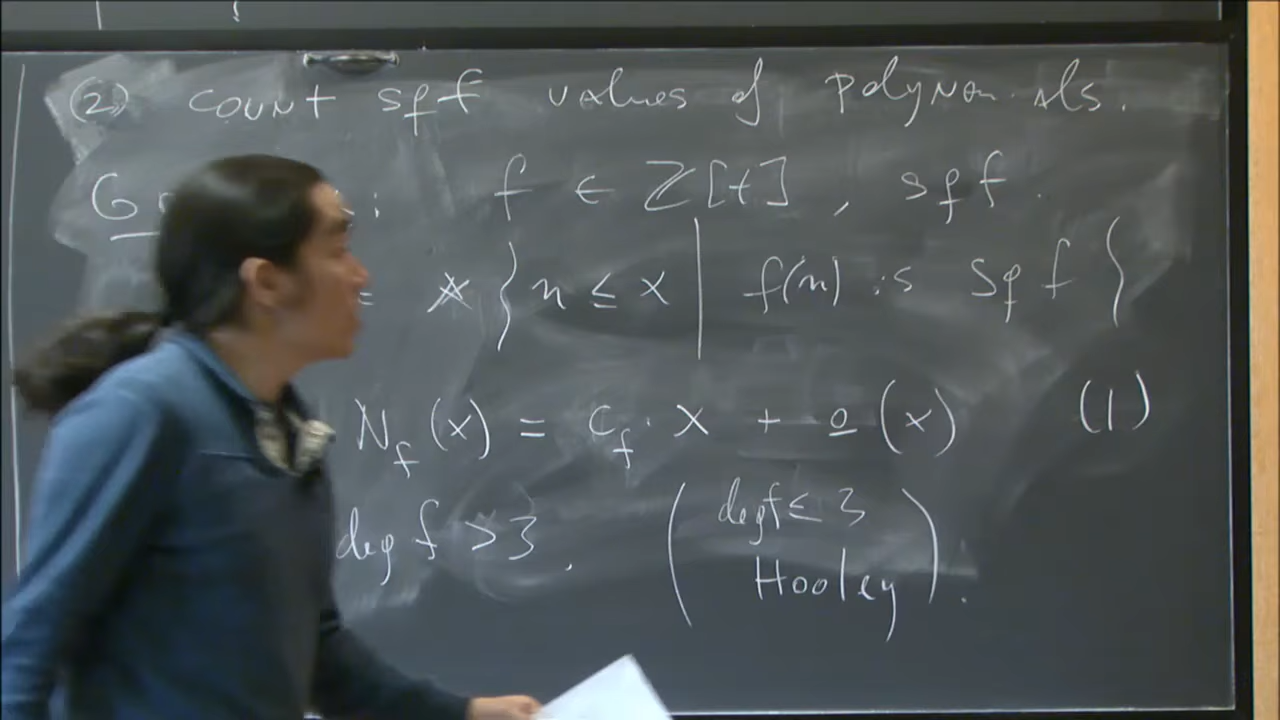 (2) count sqf values of polynomials.
: f ∈ ℤ[t], sqf.
= # { n ≤ x | f(n) is sqf }
N_f(x) = c_f · x + o(x) (1)
deg f > 3. ( deg f ≤ 3
Hooley ).